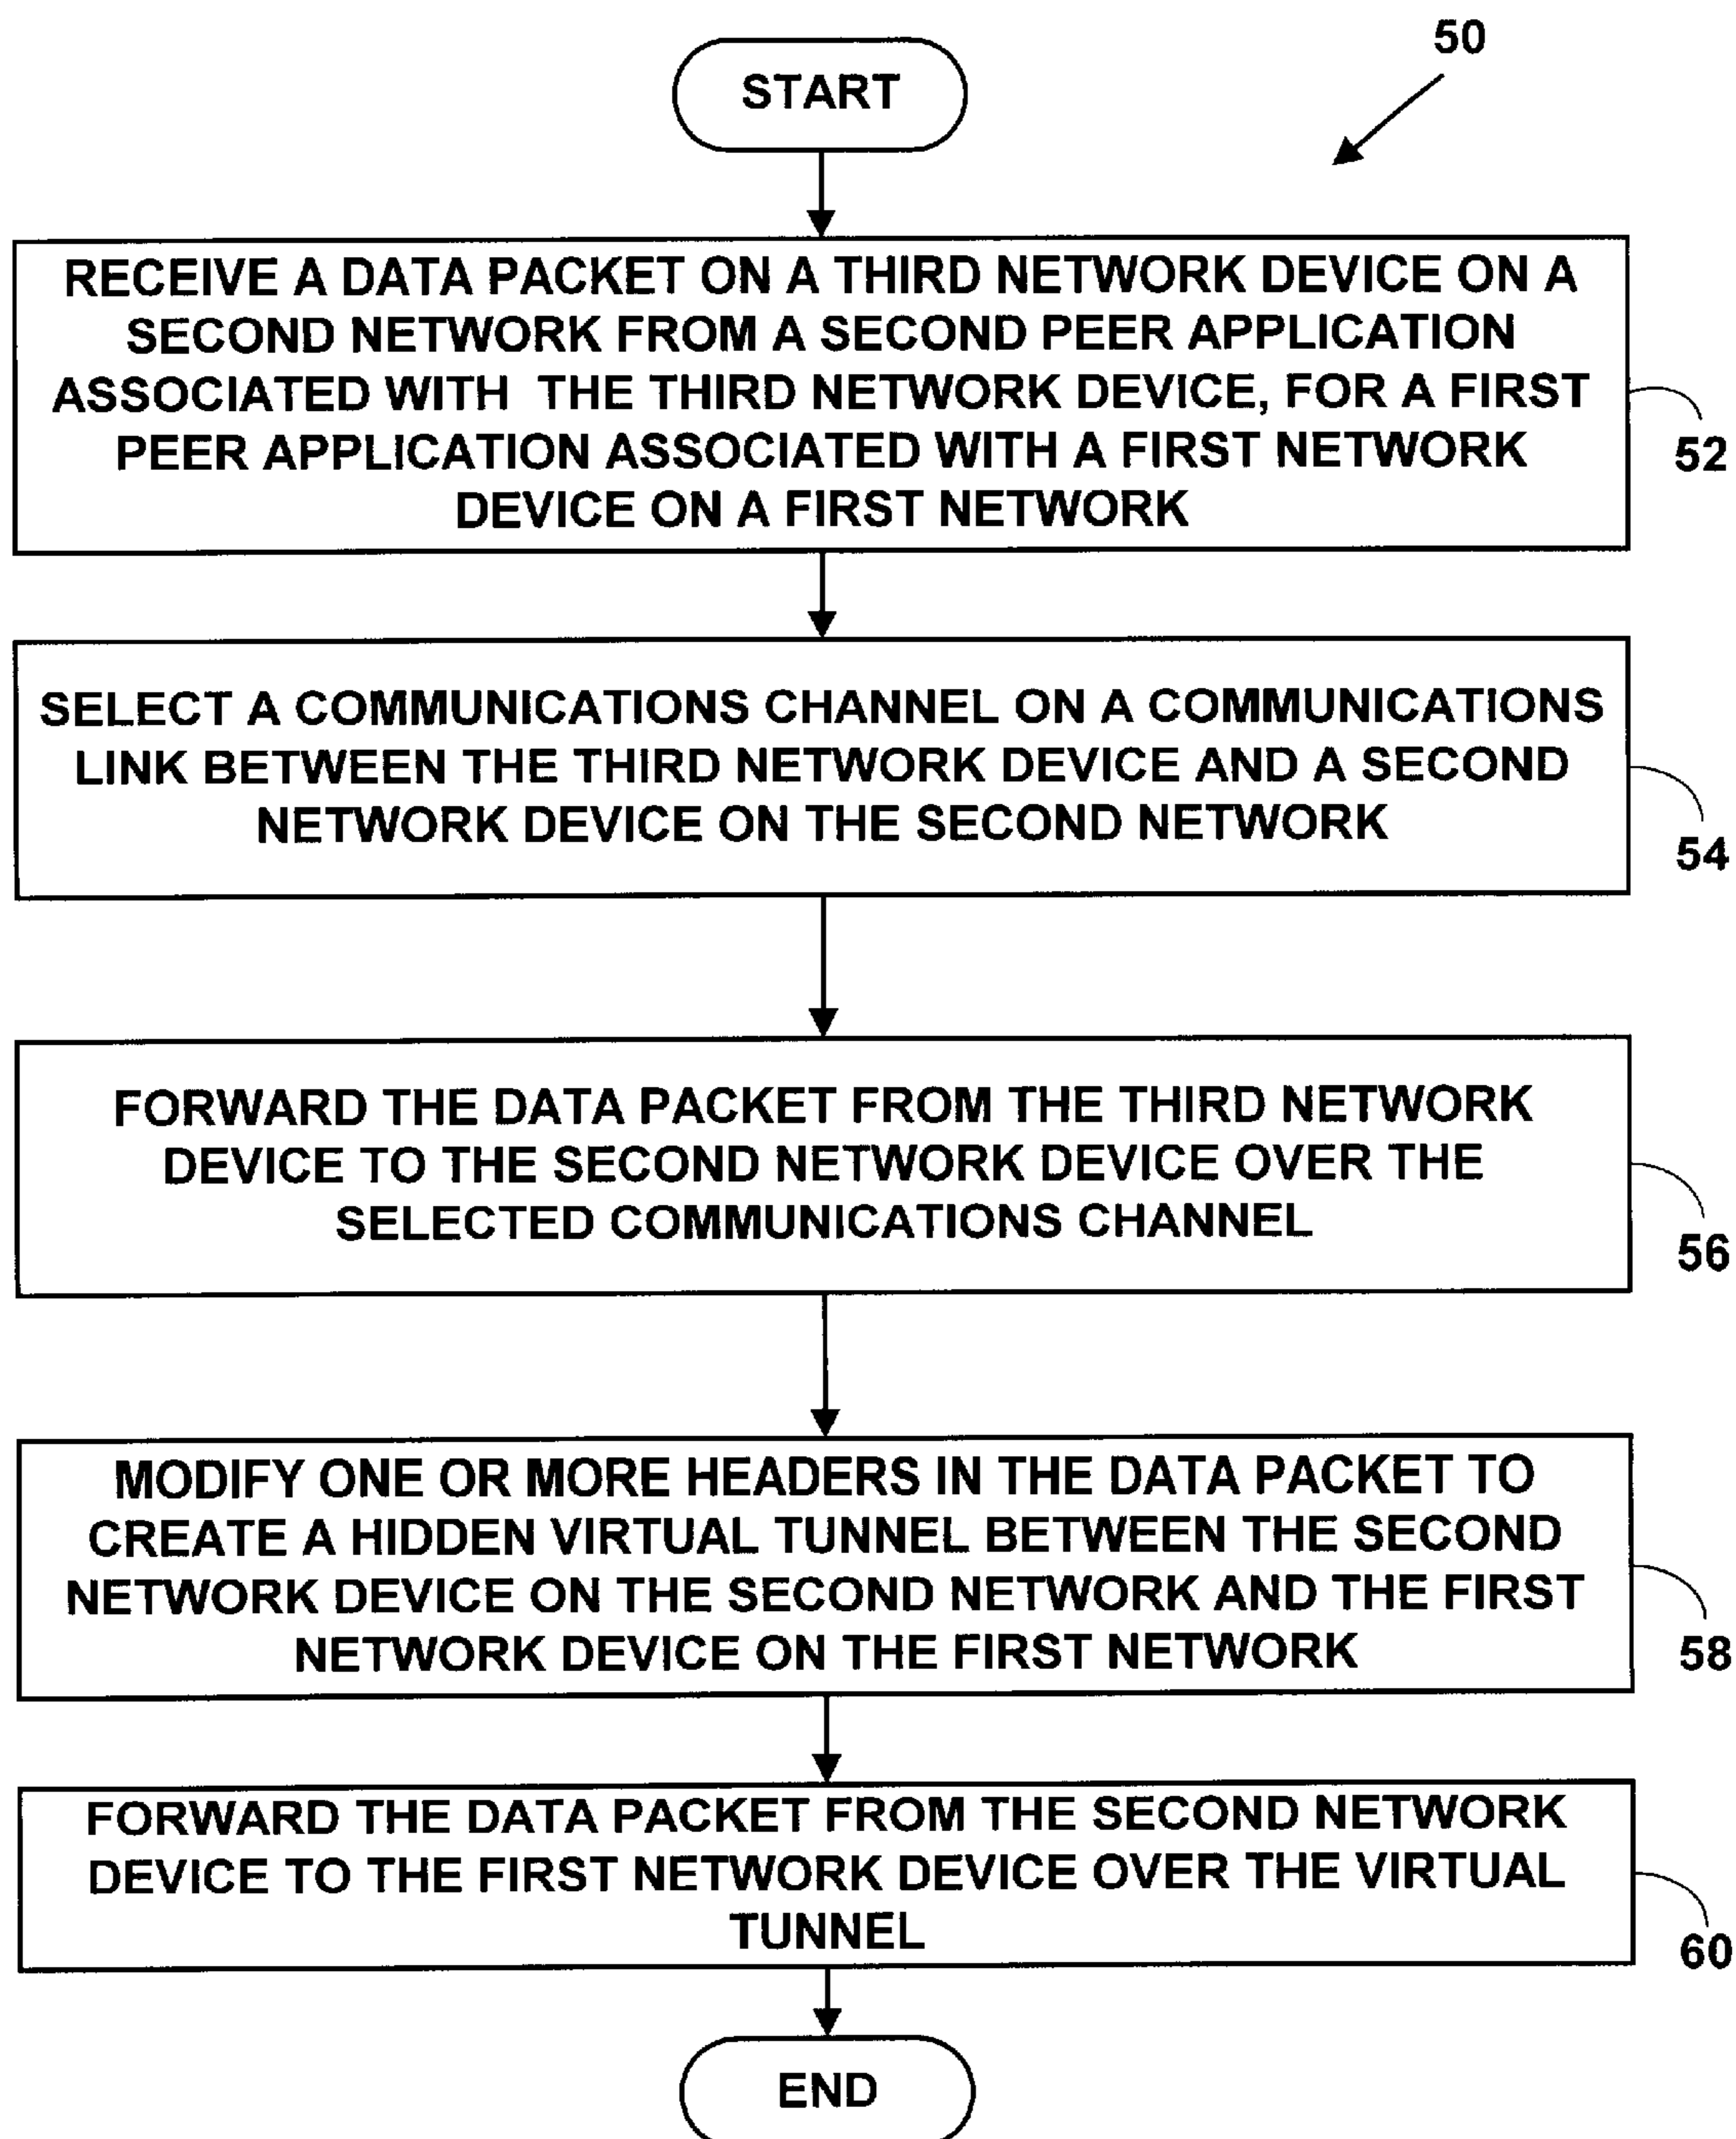 50
START
RECEIVE A DATA PACKET ON A THIRD NETWORK DEVICE ON A
SECOND NETWORK FROM A SECOND PEER APPLICATION
ASSOCIATED WITH THE THIRD NETWORK DEVICE, FOR A FIRST
PEER APPLICATION ASSOCIATED WITH A FIRST NETWORK
DEVICE ON A FIRST NETWORK
52
SELECT A COMMUNICATIONS CHANNEL ON A COMMUNICATIONS
LINK BETWEEN THE THIRD NETWORK DEVICE AND A SECOND
NETWORK DEVICE ON THE SECOND NETWORK
54
FORWARD THE DATA PACKET FROM THE THIRD NETWORK
DEVICE TO THE SECOND NETWORK DEVICE OVER THE
SELECTED COMMUNICATIONS CHANNEL
56
MODIFY ONE OR MORE HEADERS IN THE DATA PACKET TO
CREATE A HIDDEN VIRTUAL TUNNEL BETWEEN THE SECOND
NETWORK DEVICE ON THE SECOND NETWORK AND THE FIRST
NETWORK DEVICE ON THE FIRST NETWORK
58
FORWARD THE DATA PACKET FROM THE SECOND NETWORK
DEVICE TO THE FIRST NETWORK DEVICE OVER THE VIRTUAL
TUNNEL
60
END